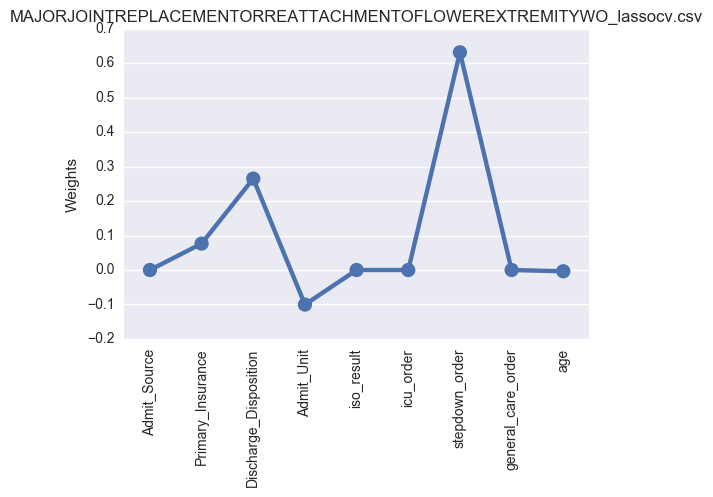 MAJORJOINTREPLACEMENTORREATTACHMENTOFLOWEREXTREMITYWO_lassocv.csv
0.7
0.6
0.5
0.4
0.3
0.2
0.1
0.0
−0.1
−0.2
Weights
Admit_Source
Primary_Insurance
Discharge_Disposition
Admit_Unit
iso_result
icu_order
stepdown_order
general_care_order
age